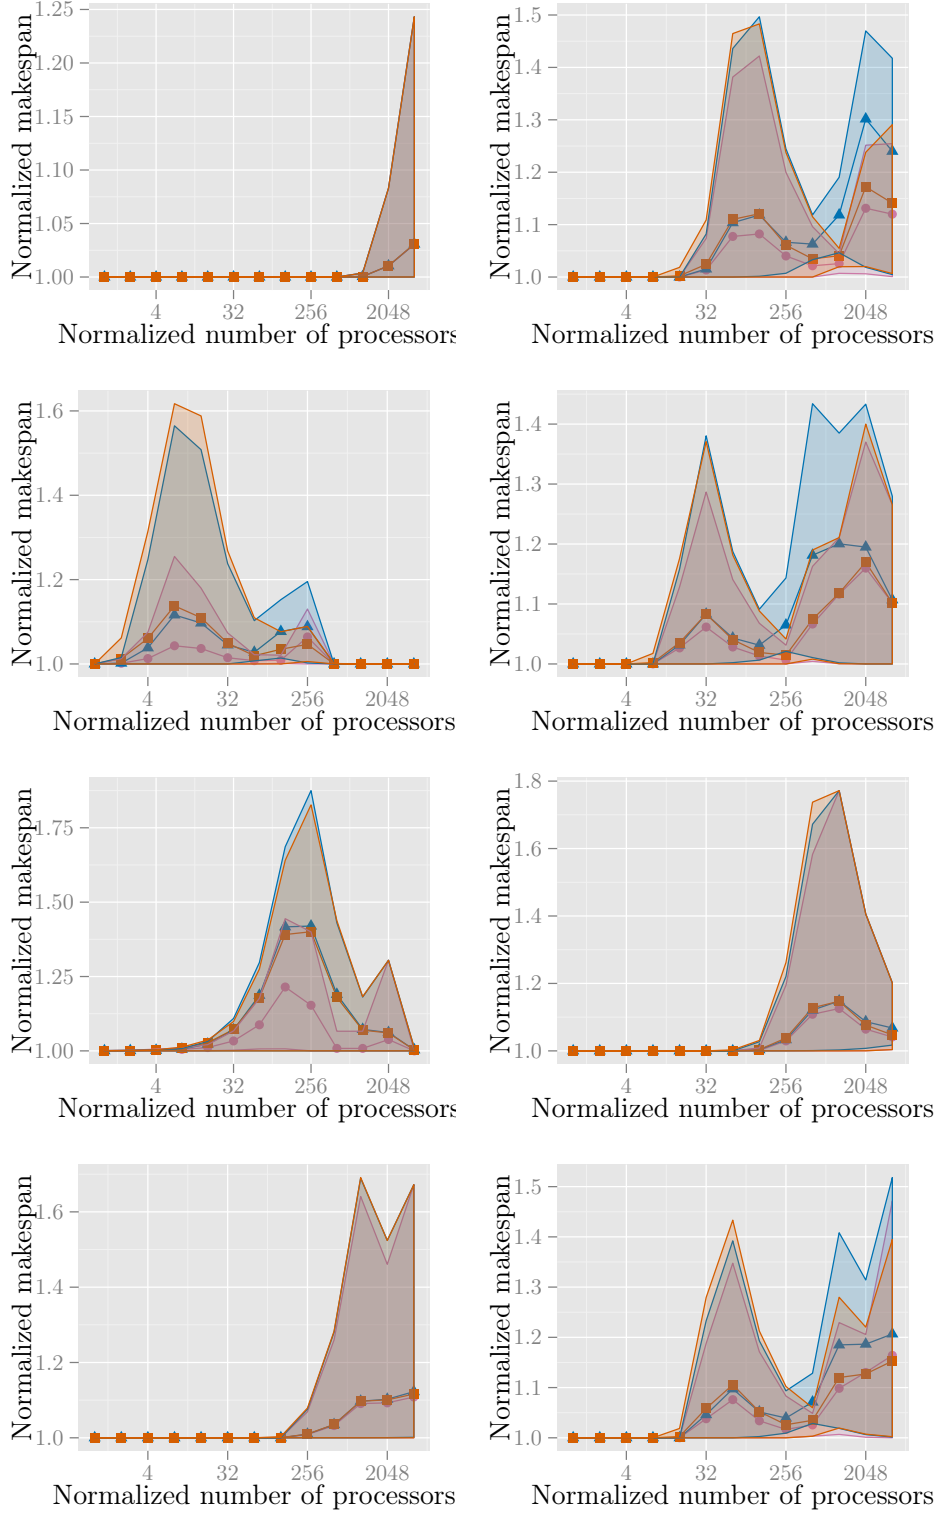 Normalized makespan
1.25
1.20
1.15
1.10
1.05
1.00
4 32 256 2048
Normalized number of processors
Normalized makespan
1.5
1.4
1.3
1.2
1.1
1.0
4 32 256 2048
Normalized number of processors
Normalized makespan
1.6
1.4
1.2
1.0
4 32 256 2048
Normalized number of processors
Normalized makespan
1.4
1.3
1.2
1.1
1.0
4 32 256 2048
Normalized number of processors
Normalized makespan
1.75
1.50
1.25
1.00
4 32 256 2048
Normalized number of processors
Normalized makespan
1.8
1.6
1.4
1.2
1.0
4 32 256 2048
Normalized number of processors
Normalized makespan
1.6
1.4
1.2
1.0
4 32 256 2048
Normalized number of processors
Normalized makespan
1.5
1.4
1.3
1.2
1.1
1.0
4 32 256 2048
Normalized number of processors